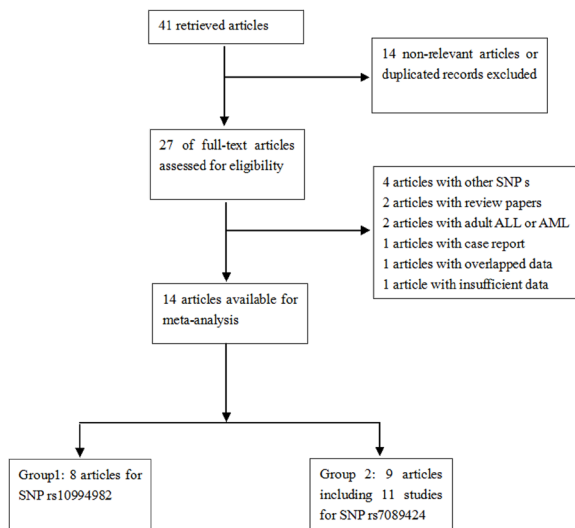 41 retrieved articles
14 non-relevant articles or
duplicated records excluded
27 of full-text articles
assessed for eligibility
4 articles with other SNP s
2 articles with review papers
2 articles with adult ALL or AML
1 articles with case report
1 articles with overlapped data
1 article with insufficient data
14 articles available for
meta-analysis
Group1: 8 articles for
SNP rs10994982
Group 2: 9 articles
including 11 studies
for SNP rs7089424